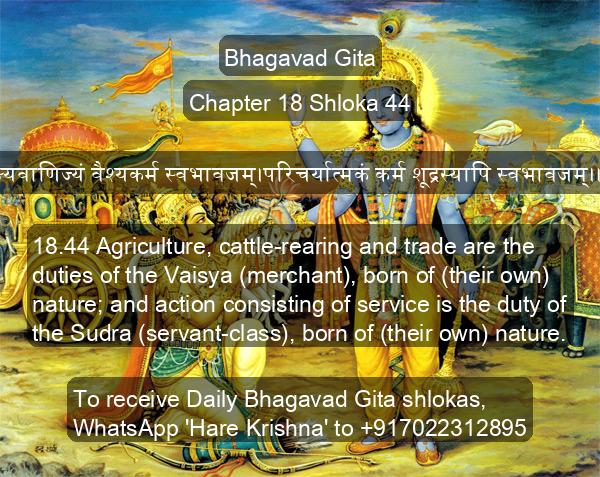 Bhagavad Gita
Chapter 18 Shloka 44
वैश्यकर्म स्वभावजम्।परिचर्यात्मकं कर्म शूद्रस्यापि स्वभावजम्।।
18.44 Agriculture, cattle-rearing and trade are the
duties of the Vaisya (merchant), born of (their own)
nature; and action consisting of service is the duty of
the Sudra (servant-class), born of (their own) nature.
To receive Daily Bhagavad Gita shlokas,
WhatsApp 'Hare Krishna' to +917022312895